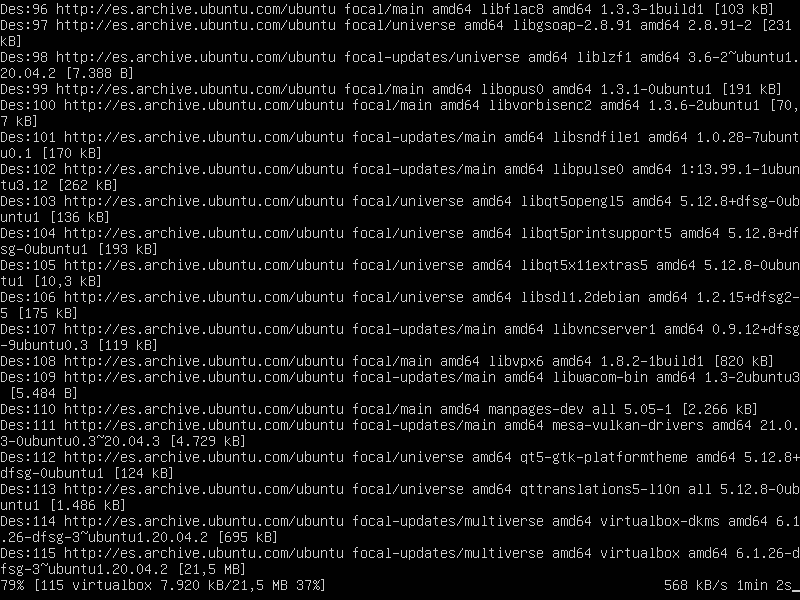 Des:96 http://es.archive.ubuntu.com/ubuntu focal/main amd64 libflac8 amd64 1.3.3-1build1 [103 kB]
Des:97 http://es.archive.ubuntu.com/ubuntu focal/universe amd64 libgsoap-2.8.91 amd64 2.8.91-2 [231
kB]
Des:98 http://es.archive.ubuntu.com/ubuntu focal-updates/universe amd64 liblzf1 amd64 3.6-2~ubuntu1.
20.04.2 [7.388 B]
Des:99 http://es.archive.ubuntu.com/ubuntu focal/main amd64 libopus0 amd64 1.3.1-0ubuntu1 [191 kB]
Des:100 http://es.archive.ubuntu.com/ubuntu focal/main amd64 libvorbisenc2 amd64 1.3.6-2ubuntu1 [70,
7 kB]
Des:101 http://es.archive.ubuntu.com/ubuntu focal-updates/main amd64 libsndfile1 amd64 1.0.28-7ubunt
u0.1 [170 kB]
Des:102 http://es.archive.ubuntu.com/ubuntu focal-updates/main amd64 libpulse0 amd64 1:13.99.1-1ubun
tu3.12 [262 kB]
Des:103 http://es.archive.ubuntu.com/ubuntu focal/universe amd64 libqt5opengl5 amd64 5.12.8+dfsg-0ub
untu1 [136 kB]
Des:104 http://es.archive.ubuntu.com/ubuntu focal/universe amd64 libqt5printsupport5 amd64 5.12.8+df
sg-0ubuntu1 [193 kB]
Des:105 http://es.archive.ubuntu.com/ubuntu focal/universe amd64 libqt5x11extras5 amd64 5.12.8-0ubun
tu1 [10,3 kB]
Des:106 http://es.archive.ubuntu.com/ubuntu focal/universe amd64 libsdl1.2debian amd64 1.2.15+dfsg2-
5 [175 kB]
Des:107 http://es.archive.ubuntu.com/ubuntu focal-updates/main amd64 libvncserver1 amd64 0.9.12+dfsg
-9ubuntu0.3 [119 kB]
Des:108 http://es.archive.ubuntu.com/ubuntu focal/main amd64 libvpx6 amd64 1.8.2-1build1 [820 kB]
Des:109 http://es.archive.ubuntu.com/ubuntu focal-updates/main amd64 libwacom-bin amd64 1.3-2ubuntu3
 [5.484 B]
Des:110 http://es.archive.ubuntu.com/ubuntu focal/main amd64 manpages-dev all 5.05-1 [2.266 kB]
Des:111 http://es.archive.ubuntu.com/ubuntu focal-updates/main amd64 mesa-vulkan-drivers amd64 21.0.
3-0ubuntu0.3~20.04.3 [4.729 kB]
Des:112 http://es.archive.ubuntu.com/ubuntu focal/universe amd64 qt5-gtk-platformtheme amd64 5.12.8+
dfsg-0ubuntu1 [124 kB]
Des:113 http://es.archive.ubuntu.com/ubuntu focal/universe amd64 qttranslations5-l10n all 5.12.8-0ub
untu1 [1.486 kB]
Des:114 http://es.archive.ubuntu.com/ubuntu focal-updates/multiverse amd64 virtualbox-dkms amd64 6.1
.26-dfsg-3~ubuntu1.20.04.2 [695 kB]
Des:115 http://es.archive.ubuntu.com/ubuntu focal-updates/multiverse amd64 virtualbox amd64 6.1.26-d
fsg-3~ubuntu1.20.04.2 [21,5 MB]
79% [115 virtualbox 7.920 kB/21,5 MB 37%] 568 kB/s 1min 2s_